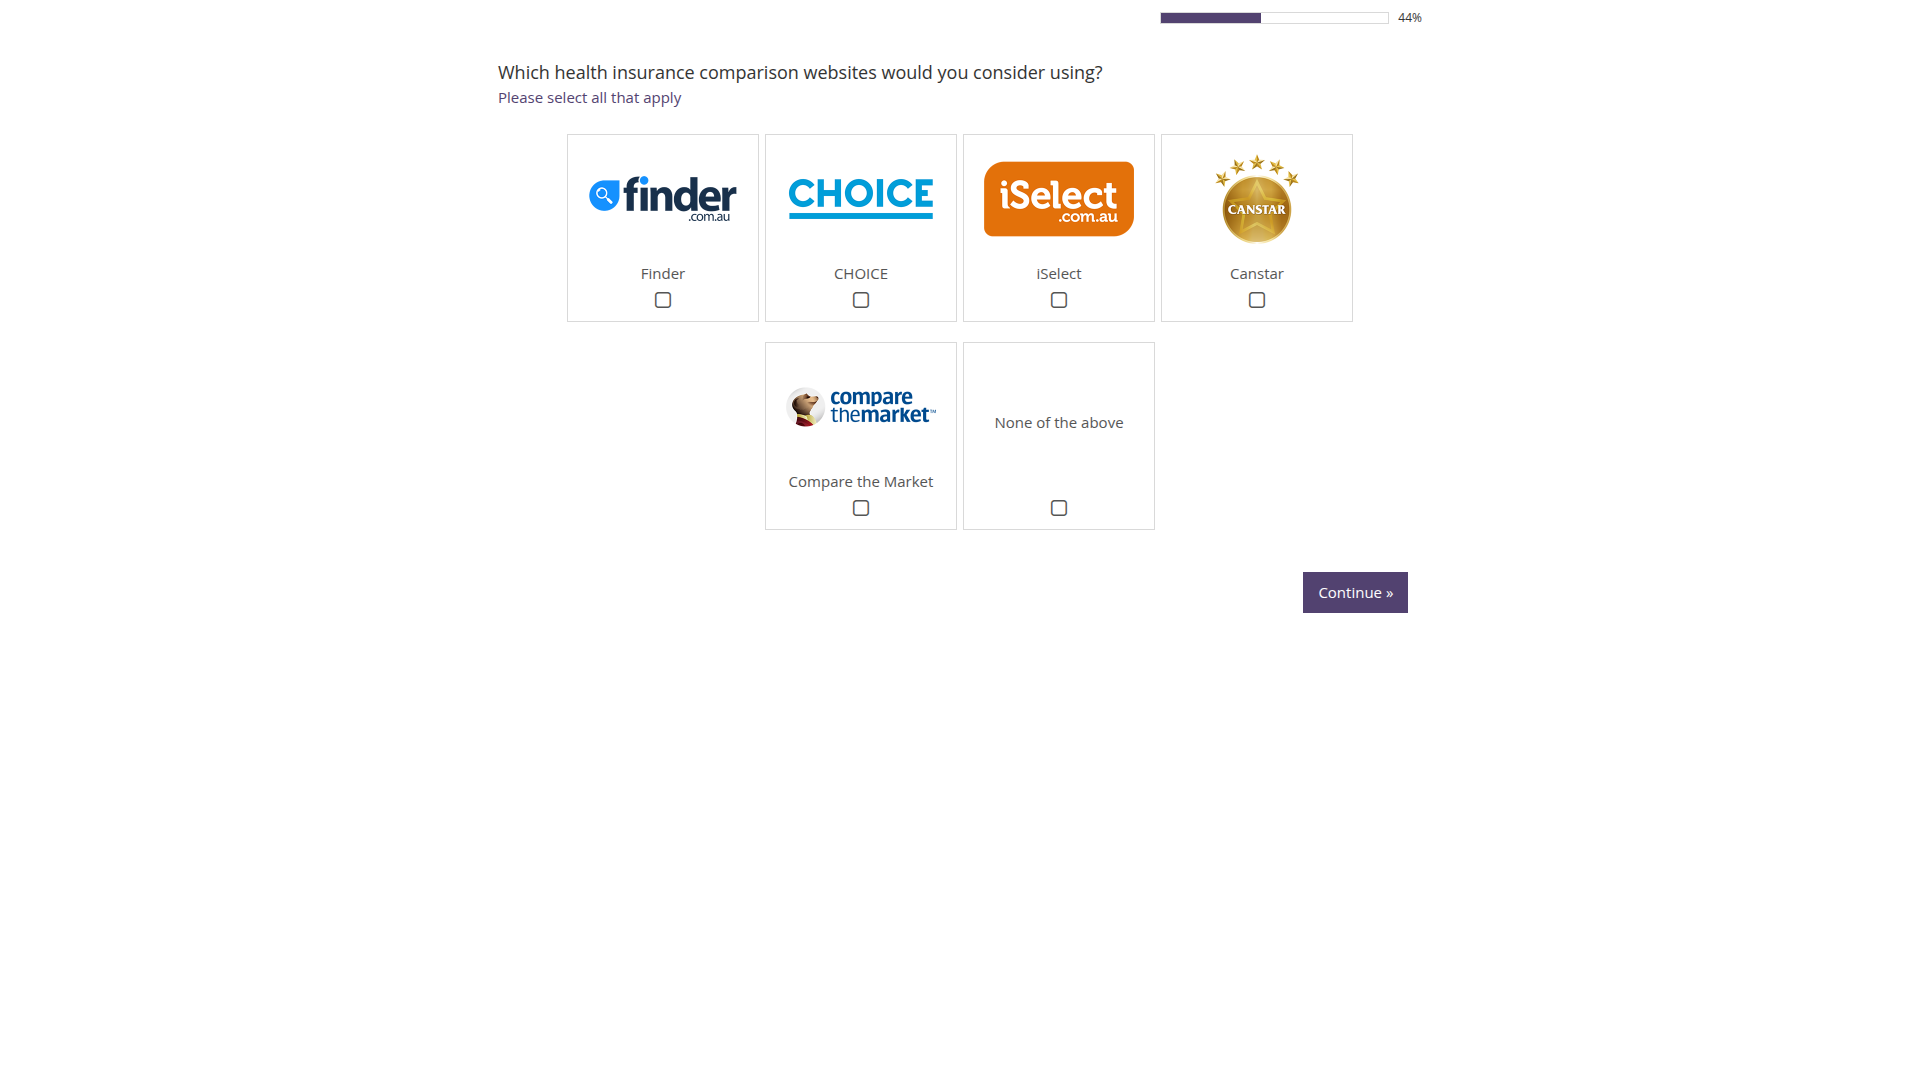 44%
Which health insurance comparison websites would you consider using?
Please select all that apply
finder
.com.au
CHOICE
iSelect
.com.au
CANSTAR
Finder
CHOICE
iSelect
Canstar
compare
themarket™
None of the above
Compare the Market
Continue »